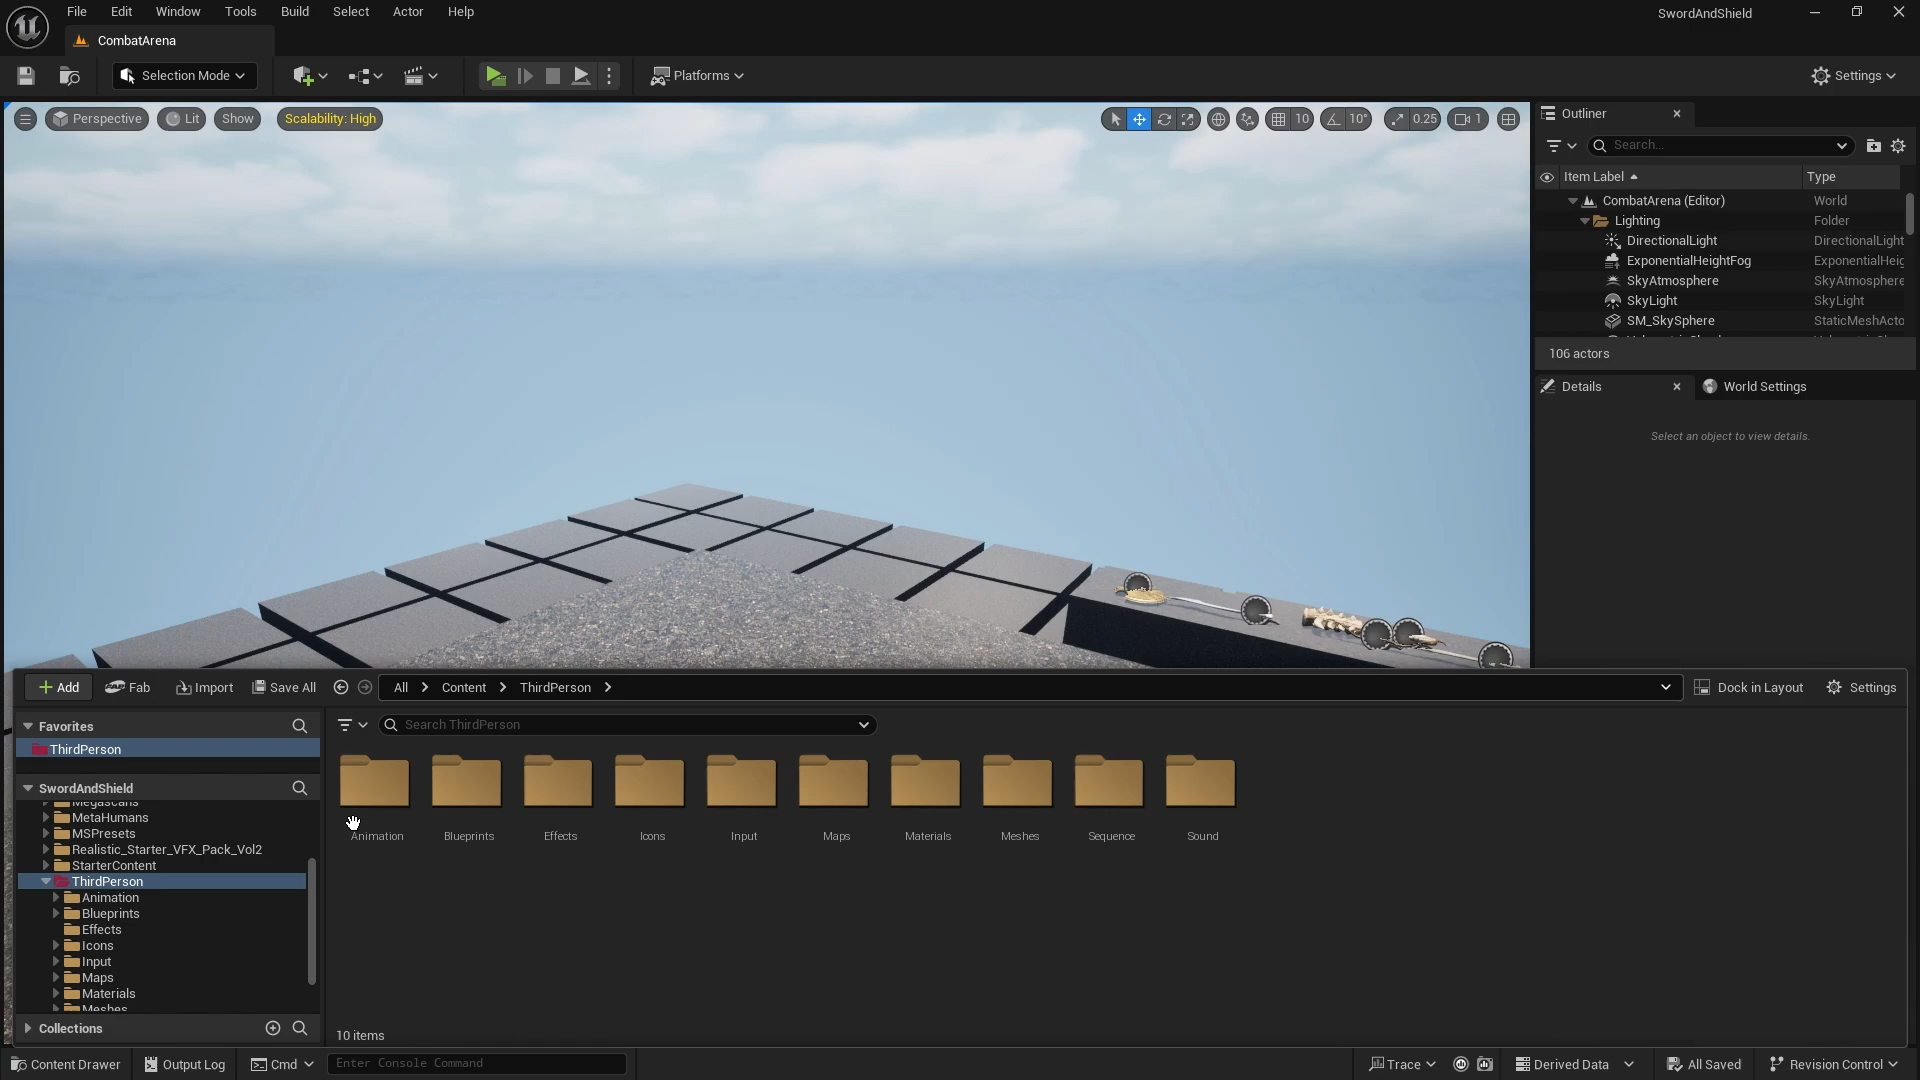 File Edit Window Tools Build Select Actor Help
SwordAndShield
CombatArena
Selection Mode
Platforms
Settings
Perspective Lit Show Scalability: High
10 10° 0.25 1
Outliner
Search...
Item Label Type
CombatArena (Editor) World
Lighting Folder
DirectionalLight DirectionalLight
ExponentialHeightFog ExponentialHeig
SkyAtmosphere SkyAtmosphere
SkyLight SkyLight
SM_SkySphere StaticMeshActo
106 actors
Details World Settings
Select an object to view details.
Add Fab Import Save All All Content ThirdPerson Dock in Layout Settings
Favorites
Search ThirdPerson
ThirdPerson
SwordAndShield
Megascans
MetaHumans
MSPresets
Realistic_Starter_VFX_Pack_Vol2
StarterContent
ThirdPerson
Animation
Blueprints
Effects
Icons
Input
Maps
Materials
Meshes
Animation Blueprints Effects Icons Input Maps Materials Meshes Sequence Sound
Collections
10 items
Content Drawer Output Log Cmd Enter Console Command Trace Derived Data All Saved Revision Control